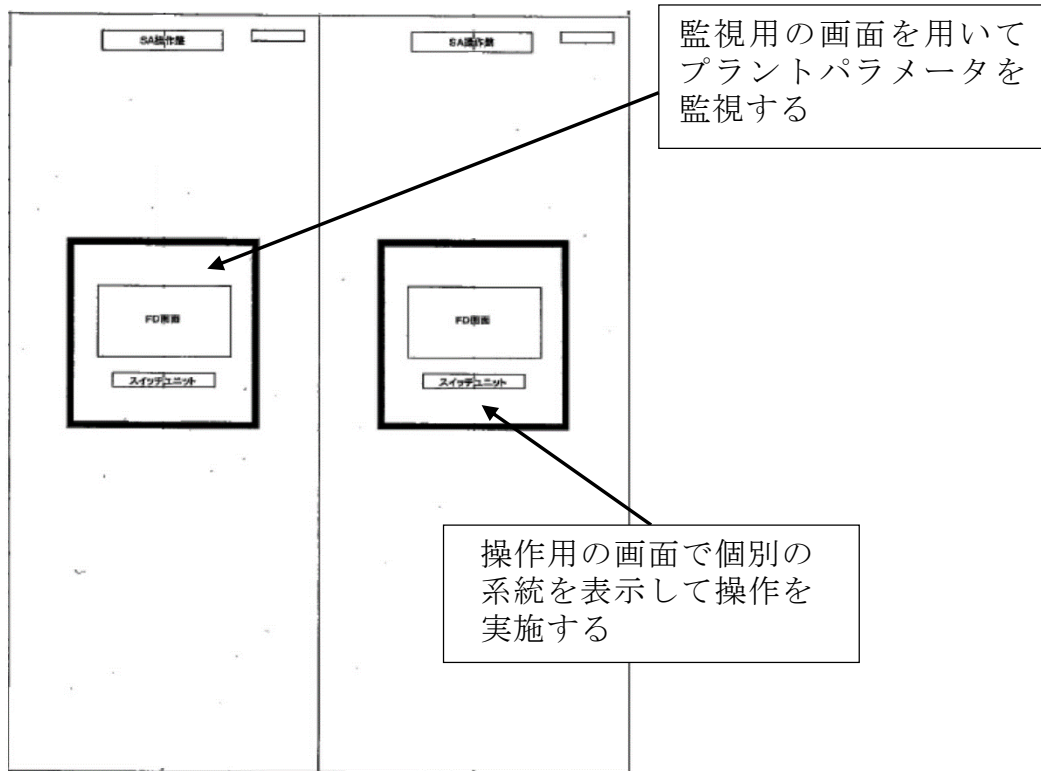 SA操作盤
SA操作盤
監視用の画面を用いて
プラントパラメータを
監視する
FD画面
FD画面
スイッチユニット
スイッチユニット
操作用の画面で個別の
系統を表示して操作を
実施する